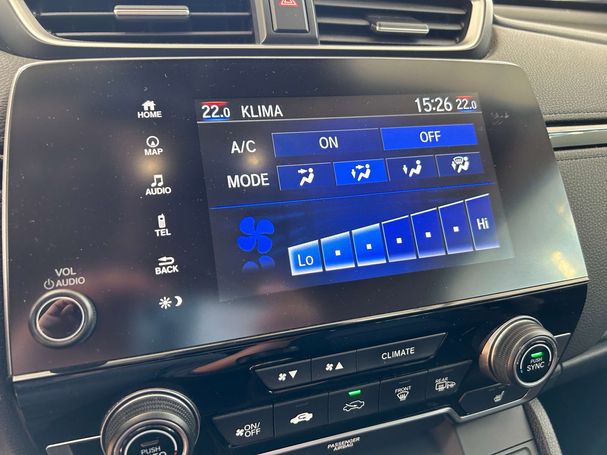 22.0 KLIMA 15:26 22.0
HOME
A/C ON OFF
MAP
MODE
AUDIO
TEL
Lo Hi
BACK
VOL
AUDIO
CLIMATE
PUSH
SYNC
ON/
OFF
FRONT
REAR
PUSH
PASSENGER
AIRBAG